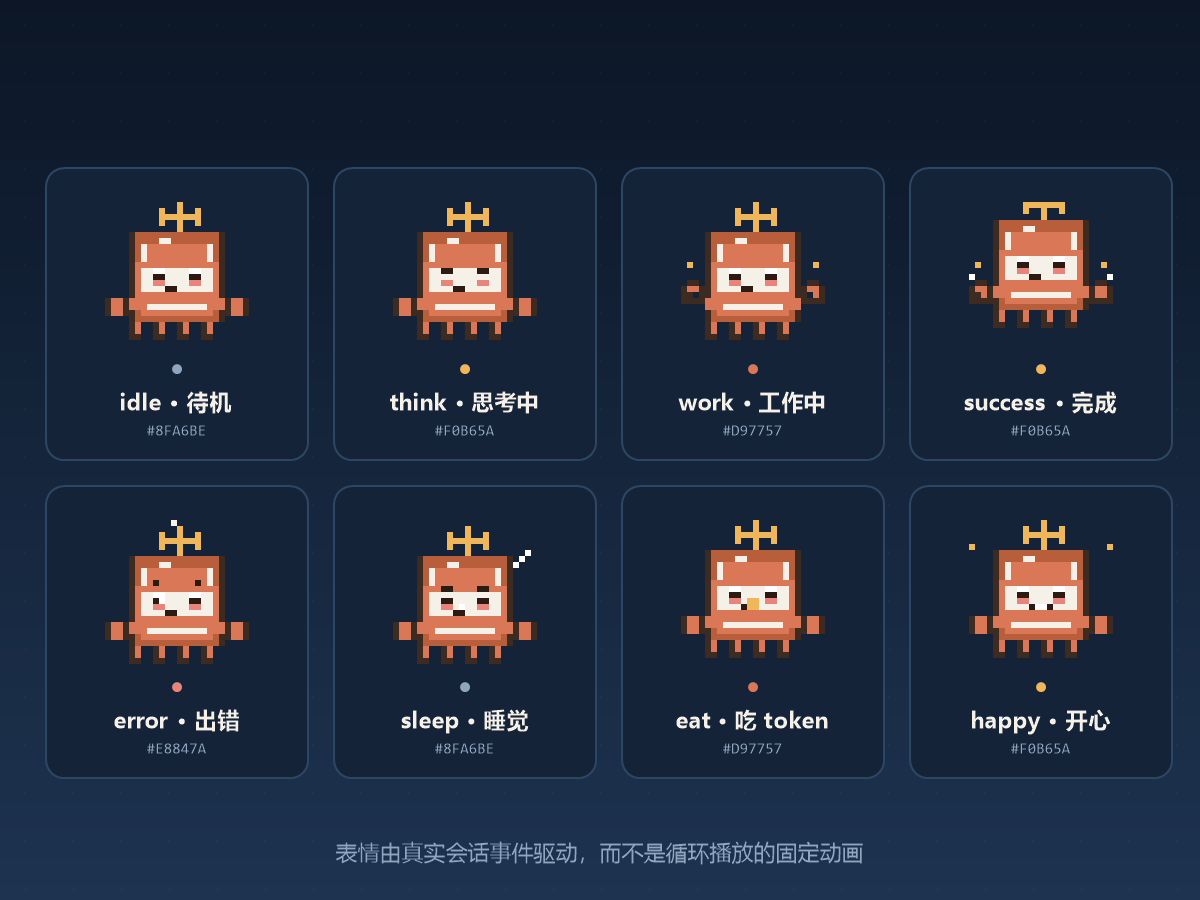 idle • 待机
#8FA6BE
think • 思考中
#F0B65A
work • 工作中
#D97757
success • 完成
#F0B65A
error • 出错
#E8847A
sleep • 睡觉
#8FA6BE
eat • 吃 token
#D97757
happy • 开心
#F0B65A
表情由真实会话事件驱动，而不是循环播放的固定动画